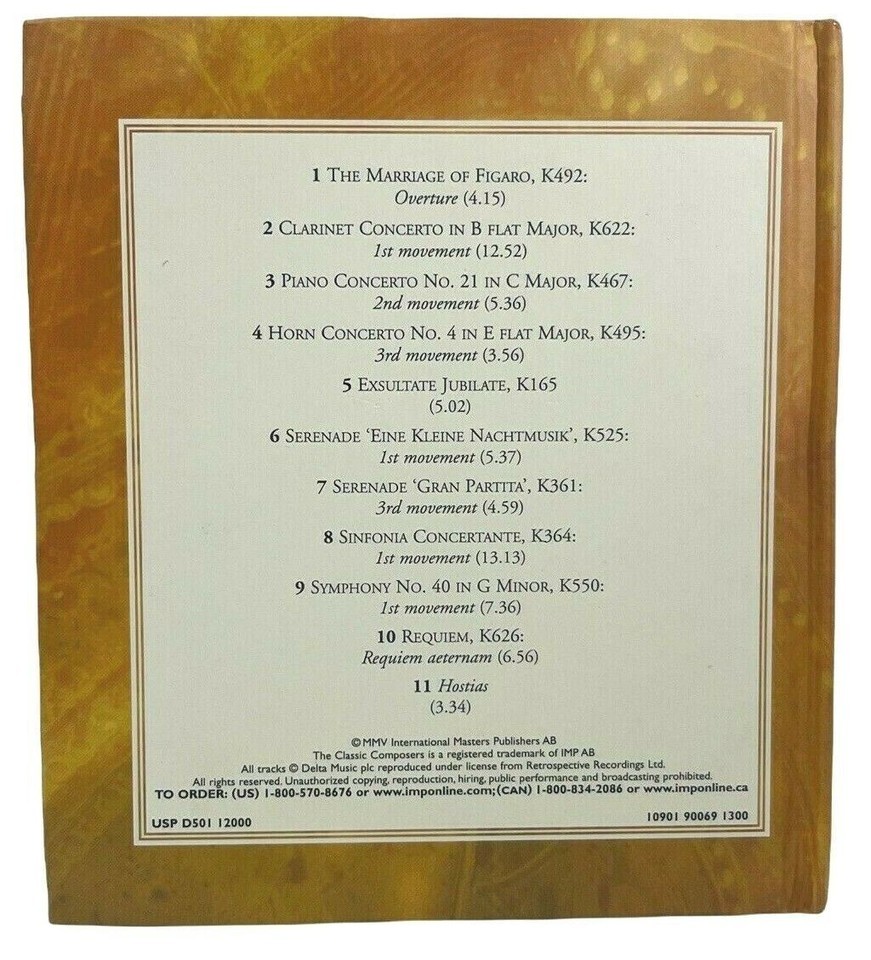 1 THE MARRIAGE OF FIGARO, K492:
Overture (4.15)
2 CLARINET CONCERTO IN B FLAT MAJOR, K622:
1st movement (12.52)
3 PIANO CONCERTO NO. 21 IN C MAJOR, K467:
2nd movement (5.36)
4 HORN CONCERTO NO. 4 IN E FLAT MAJOR, K495:
3rd movement (3.56)
5 EXSULTATE JUBILATE, K165
(5.02)
6 SERENADE ‘EINE KLEINE NACHTMUSIK’, K525:
1st movement (5.37)
7 SERENADE ‘GRAN PARTITA’, K361:
3rd movement (4.59)
8 SINFONIA CONCERTANTE, K364:
1st movement (13.13)
9 SYMPHONY NO. 40 IN G MINOR, K550:
1st movement (7.36)
10 REQUIEM, K626:
Requiem aeternam (6.56)
11 Hostias
(3.34)
© MMV International Masters Publishers AB
The Classic Composers is a registered trademark of IMP AB
All tracks © Delta Music plc reproduced under license from Retrospective Recordings Ltd.
All rights reserved. Unauthorized copying, reproduction, hiring, public performance and broadcasting prohibited.
TO ORDER: (US) 1-800-570-8676 or www.imponline.com;(CAN) 1-800-834-2086 or www.imponline.ca
USP D501 12000
10901 90069 1300